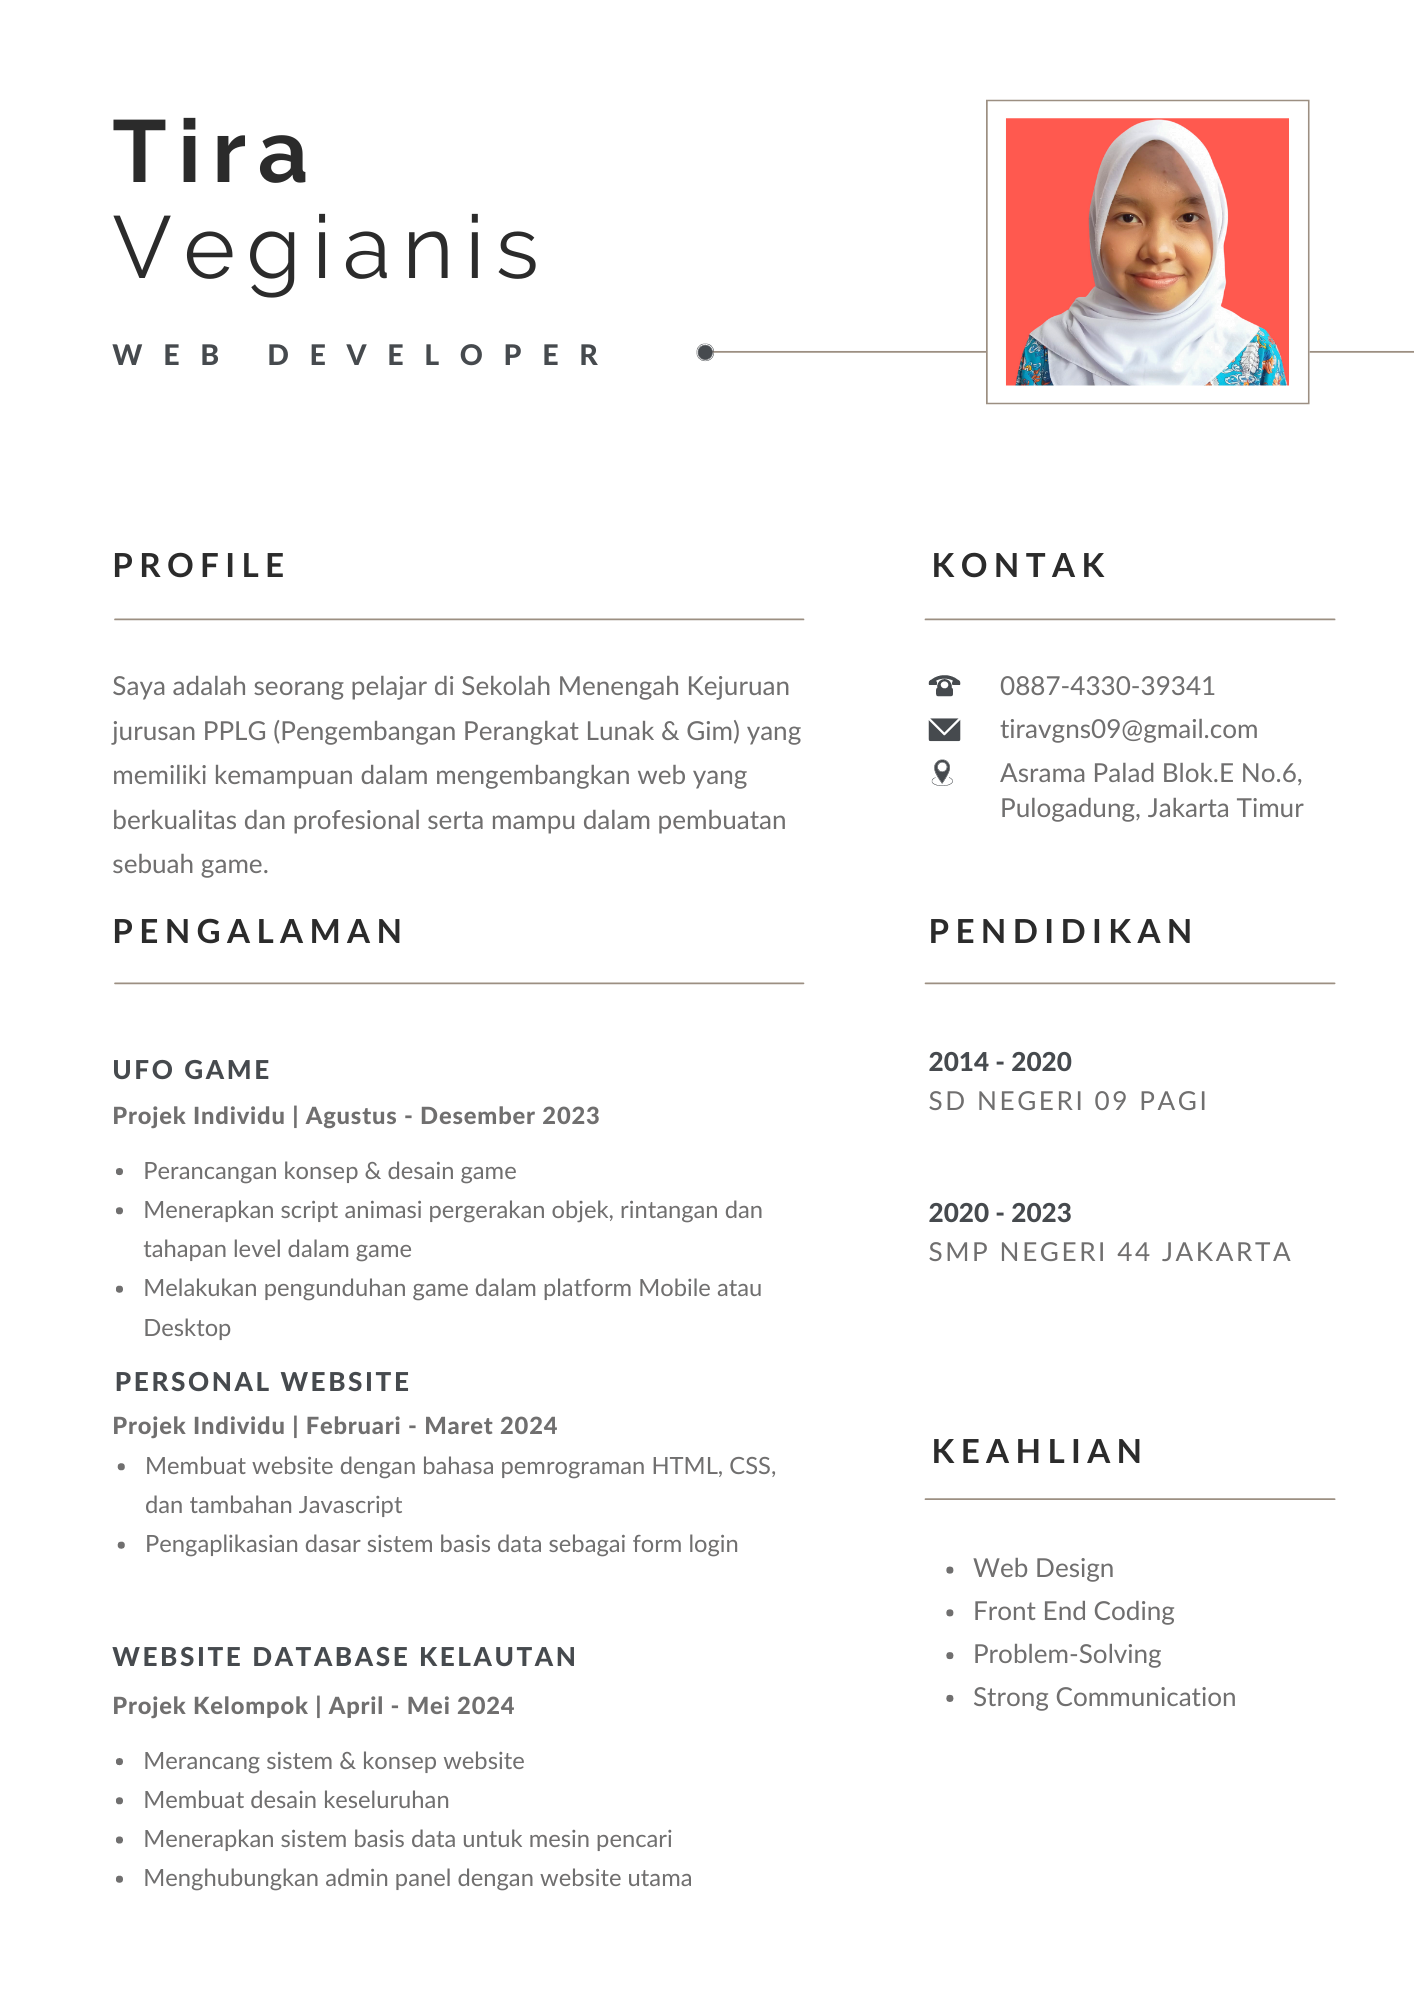 Tira
Vegianis
WEB DEVELOPER
PROFILE
Saya adalah seorang pelajar di Sekolah Menengah Kejuruan
jurusan PPLG (Pengembangan Perangkat Lunak & Gim) yang
memiliki kemampuan dalam mengembangkan web yang
berkualitas dan profesional serta mampu dalam pembuatan
sebuah game.
PENGALAMAN
UFO GAME
Projek Individu | Agustus - Desember 2023
• Perancangan konsep & desain game
• Menerapkan script animasi pergerakan objek, rintangan dan
tahapan level dalam game
• Melakukan pengunduhan game dalam platform Mobile atau
Desktop
PERSONAL WEBSITE
Projek Individu | Februari - Maret 2024
• Membuat website dengan bahasa pemrograman HTML, CSS,
dan tambahan Javascript
• Pengaplikasian dasar sistem basis data sebagai form login
WEBSITE DATABASE KELAUTAN
Projek Kelompok | April - Mei 2024
• Merancang sistem & konsep website
• Membuat desain keseluruhan
• Menerapkan sistem basis data untuk mesin pencari
• Menghubungkan admin panel dengan website utama
KONTAK
0887-4330-39341
tiravgns09@gmail.com
Asrama Palad Blok.E No.6,
Pulogadung, Jakarta Timur
PENDIDIKAN
2014 - 2020
SD NEGERI 09 PAGI
2020 - 2023
SMP NEGERI 44 JAKARTA
KEAHLIAN
• Web Design
• Front End Coding
• Problem-Solving
• Strong Communication